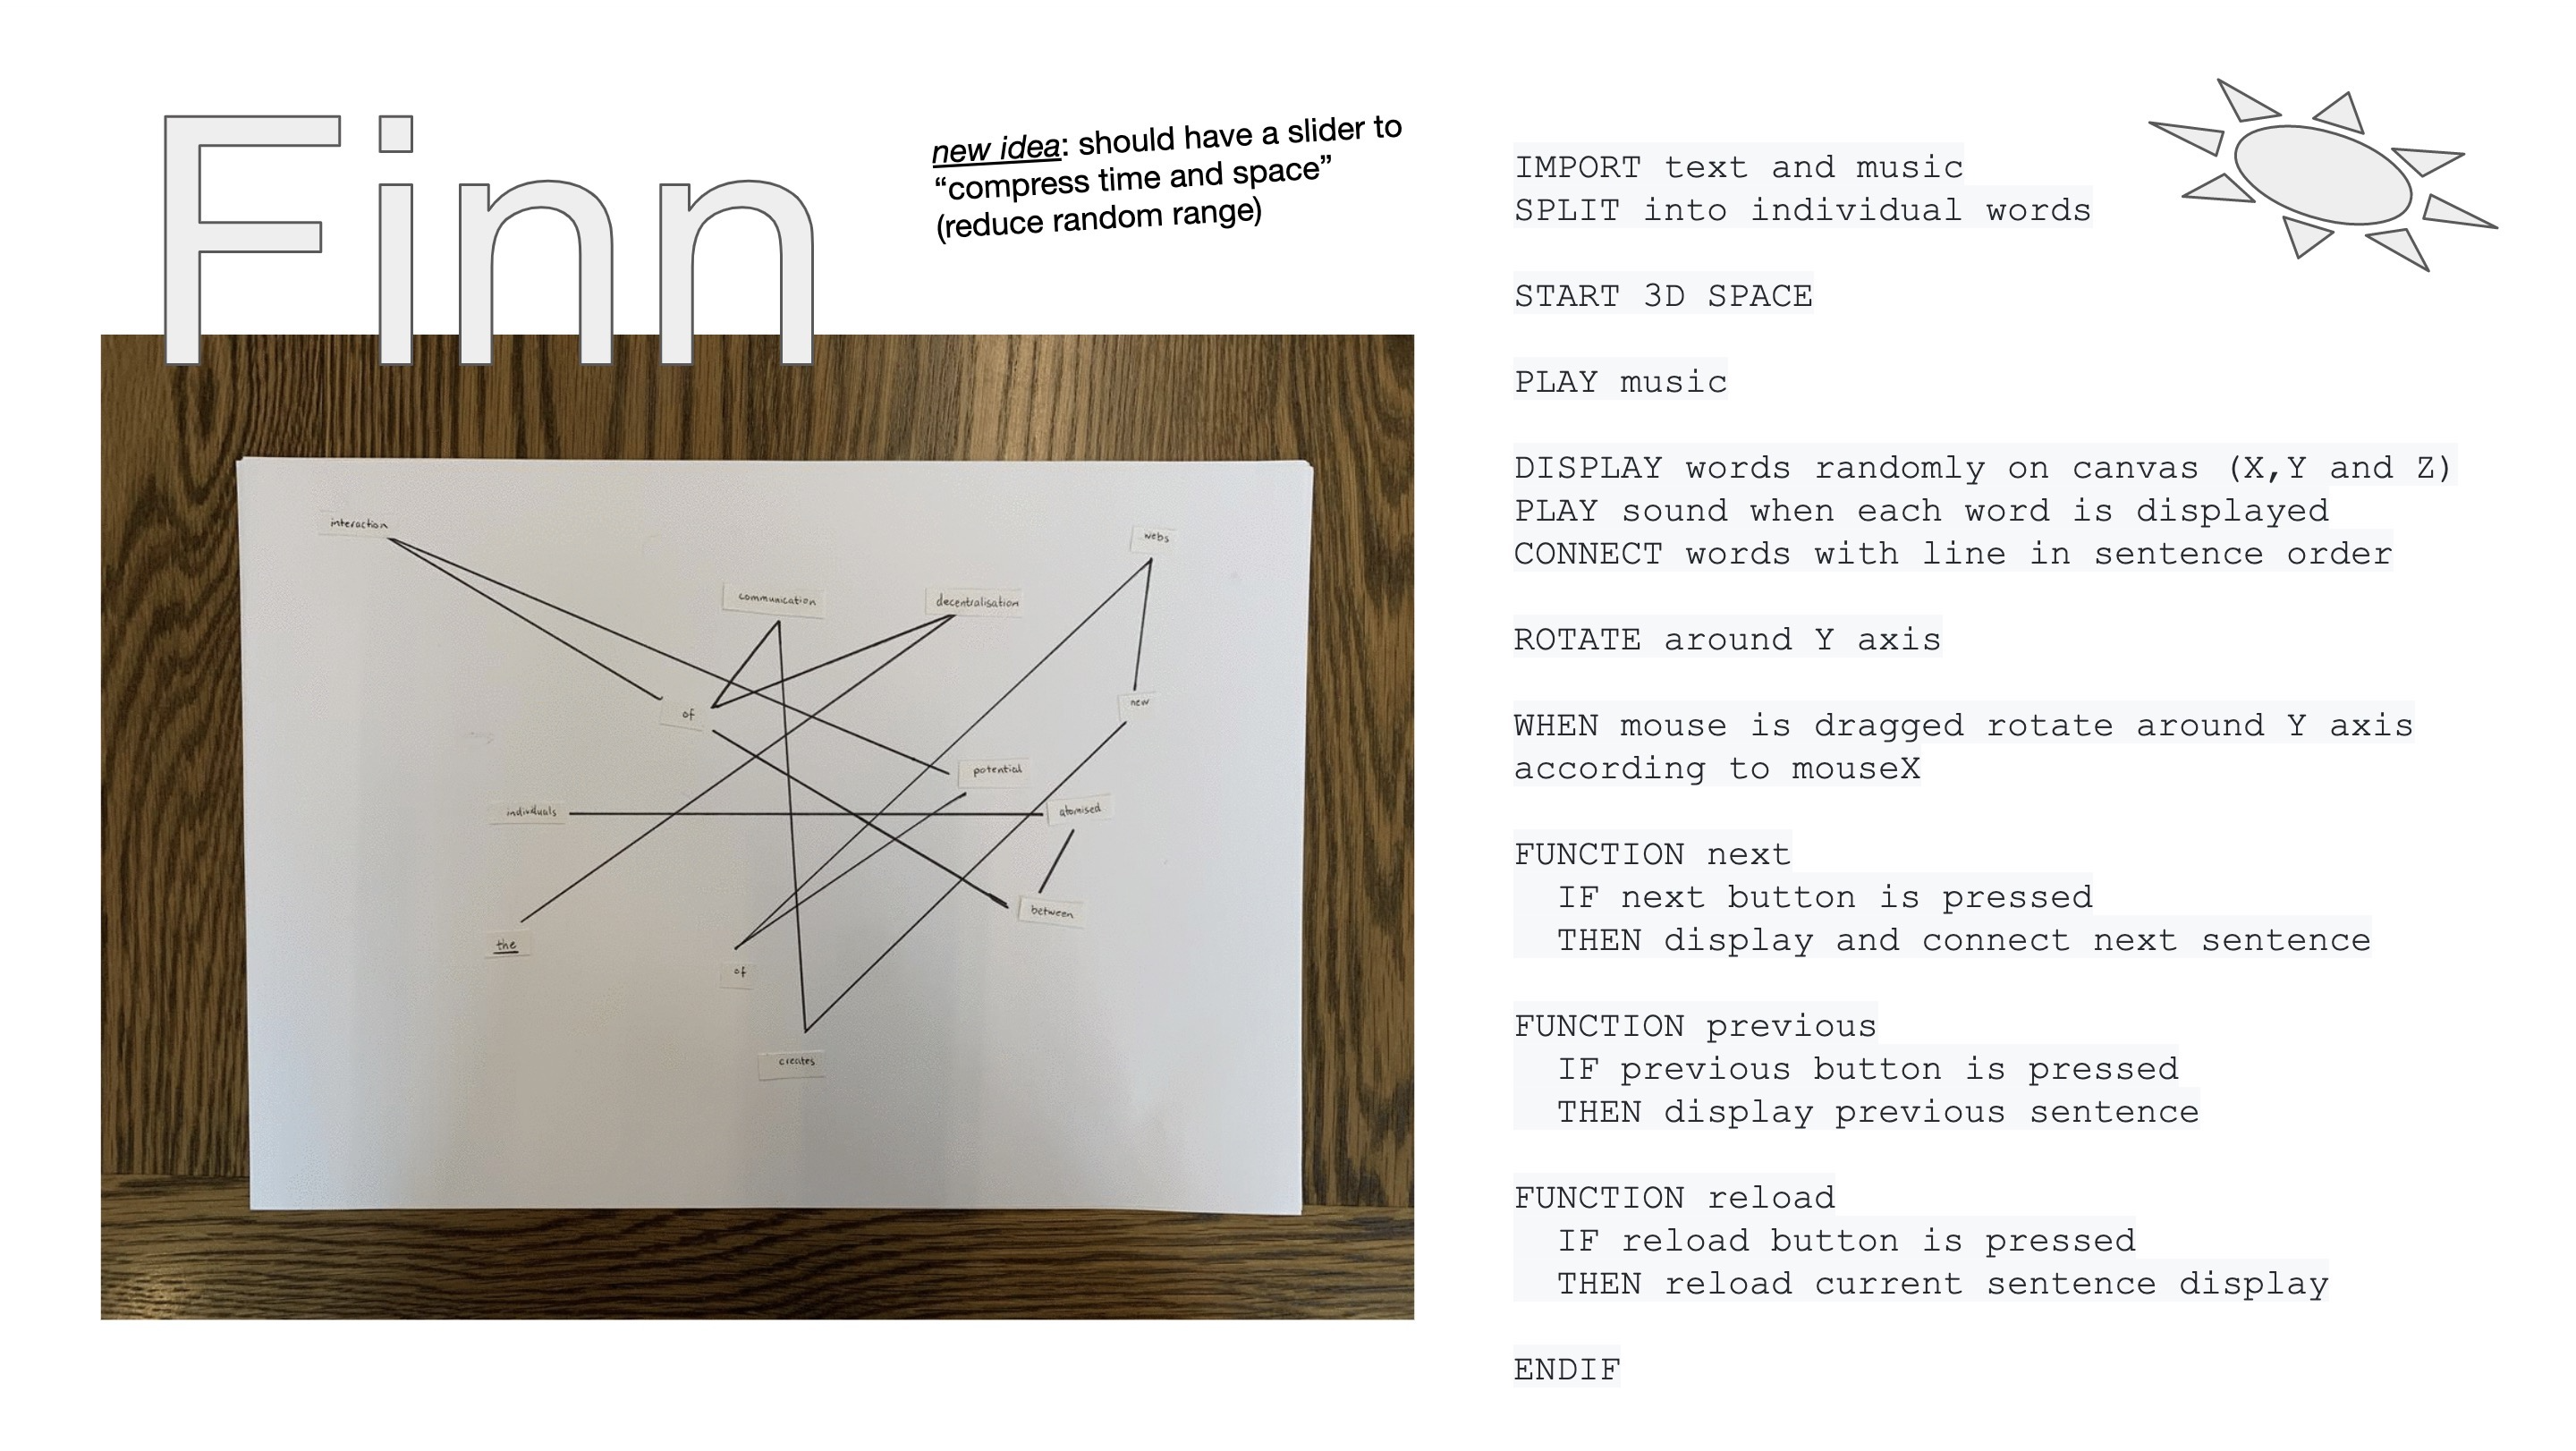 Finn
new idea: should have a slider to
“compress time and space”
(reduce random range)
interaction
webs
communication
decentralisation
of
new
potential
individuals
atomised
between
the
of
creates
IMPORT text and music
SPLIT into individual words
START 3D SPACE
PLAY music
DISPLAY words randomly on canvas (X,Y and Z)
PLAY sound when each word is displayed
CONNECT words with line in sentence order
ROTATE around Y axis
WHEN mouse is dragged rotate around Y axis
according to mouseX
FUNCTION next
IF next button is pressed
THEN display and connect next sentence
FUNCTION previous
IF previous button is pressed
THEN display previous sentence
FUNCTION reload
IF reload button is pressed
THEN reload current sentence display
ENDIF